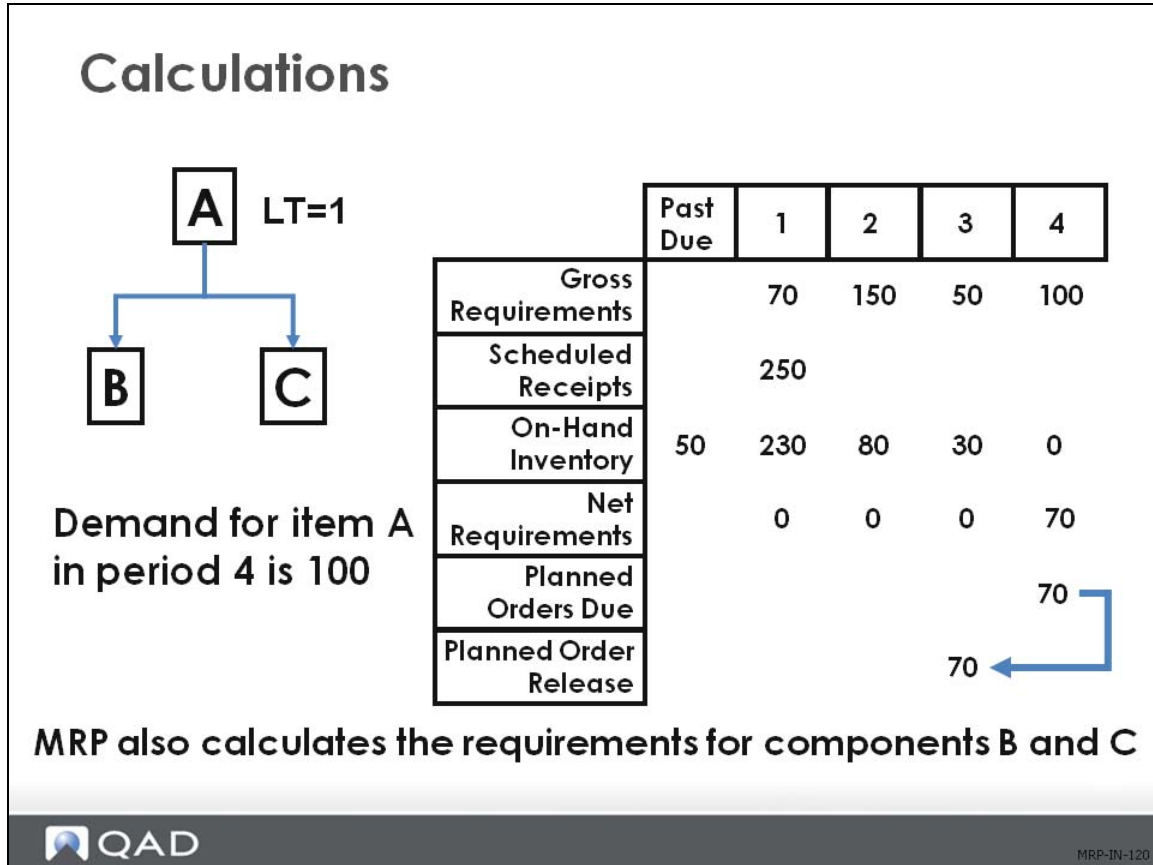 Calculations
A LT=1
B C
Demand for item A
in period 4 is 100
Past
Due 1 2 3 4
Gross
Requirements 70 150 50 100
Scheduled
Receipts 250
On-Hand
Inventory 50 230 80 30 0
Net
Requirements 0 0 0 70
Planned
Orders Due 70
Planned Order
Release 70
MRP also calculates the requirements for components B and C
QAD
MRP-IN-120